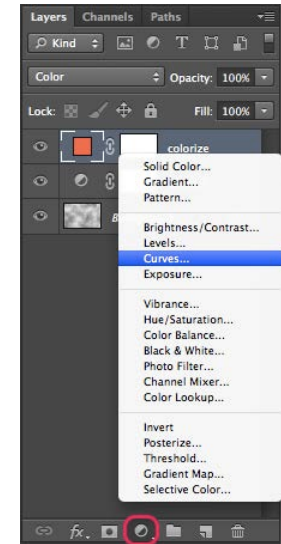 Layers Channels Paths
Kind
Color Opacity: 100%
Lock: Fill: 100%
colorize
Solid Color...
Gradient...
Pattern...
B
Brightness/Contrast...
Levels...
Curves...
Exposure...
Vibrance...
Hue/Saturation...
Color Balance...
Black & White...
Photo Filter...
Channel Mixer...
Color Lookup...
Invert
Posterize...
Threshold...
Gradient Map...
Selective Color...
fx.